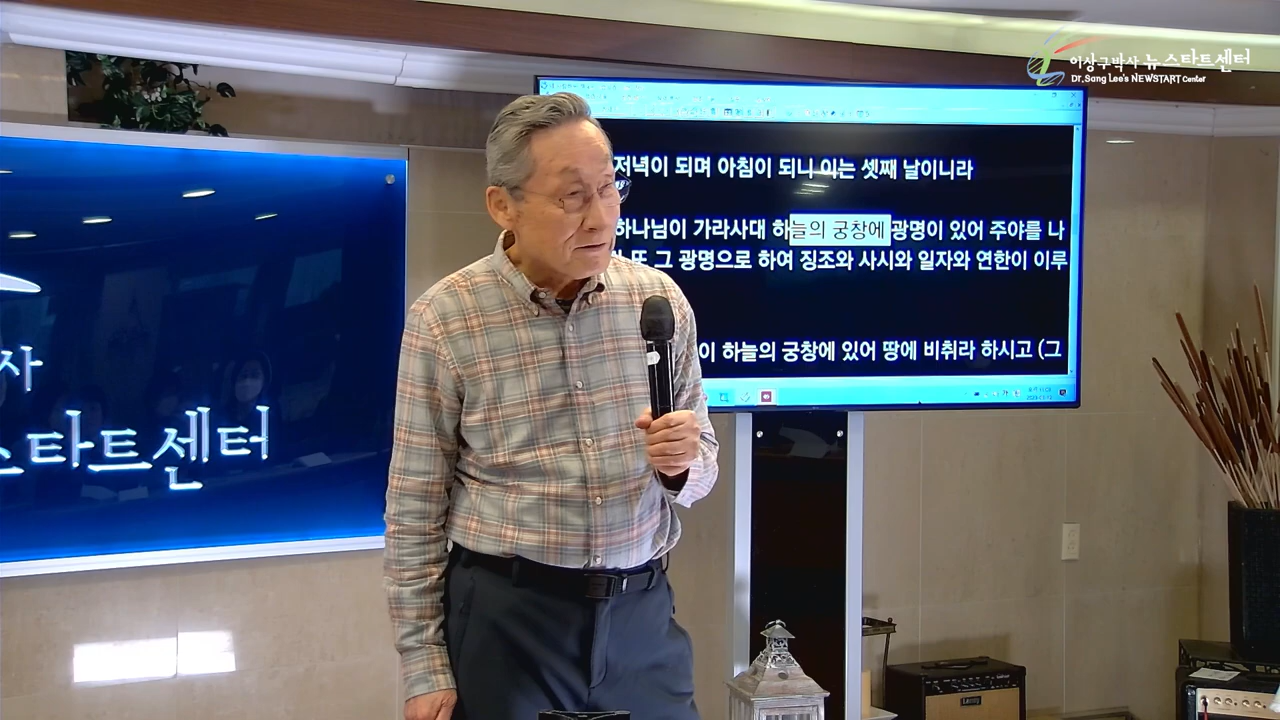 이상구박사 뉴스타트센터
Dr. Sang Lee's NEWSTART Center
저녁이 되며 아침이 되니 이는 셋째 날이니라
하나님이 가라사대 하늘의 궁창에 광명이 있어 주야를 나
또 그 광명으로 하여 징조와 사시와 일자와 연한이 이루
이 하늘의 궁창에 있어 땅에 비취라 하시고 (그
사
스타트센터